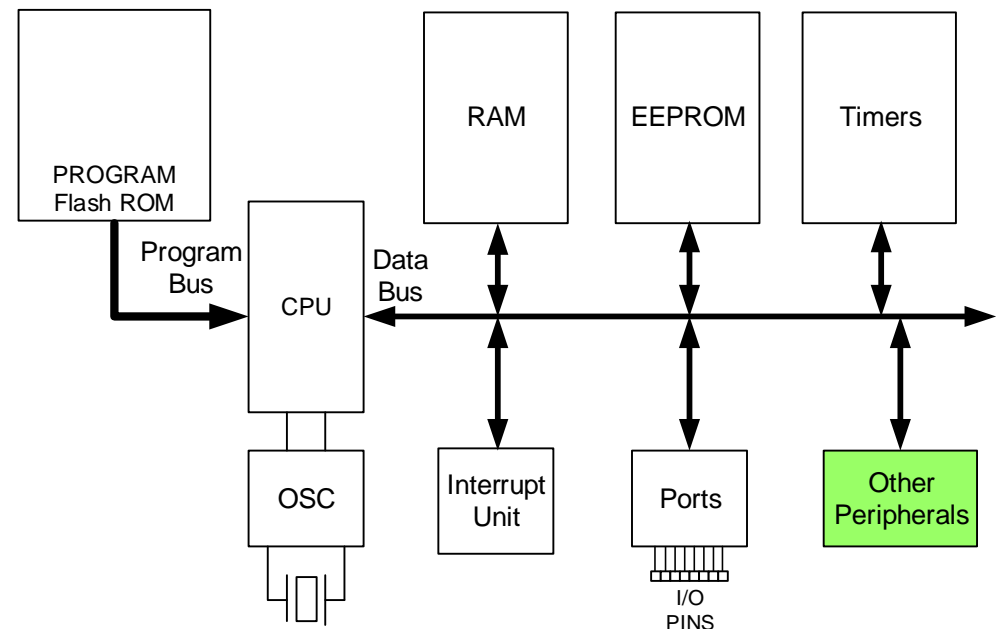 PROGRAM
Flash ROM
Program
Bus
CPU
Data
Bus
RAM
EEPROM
Timers
OSC
Interrupt
Unit
Ports
I/O
PINS
Other
Peripherals